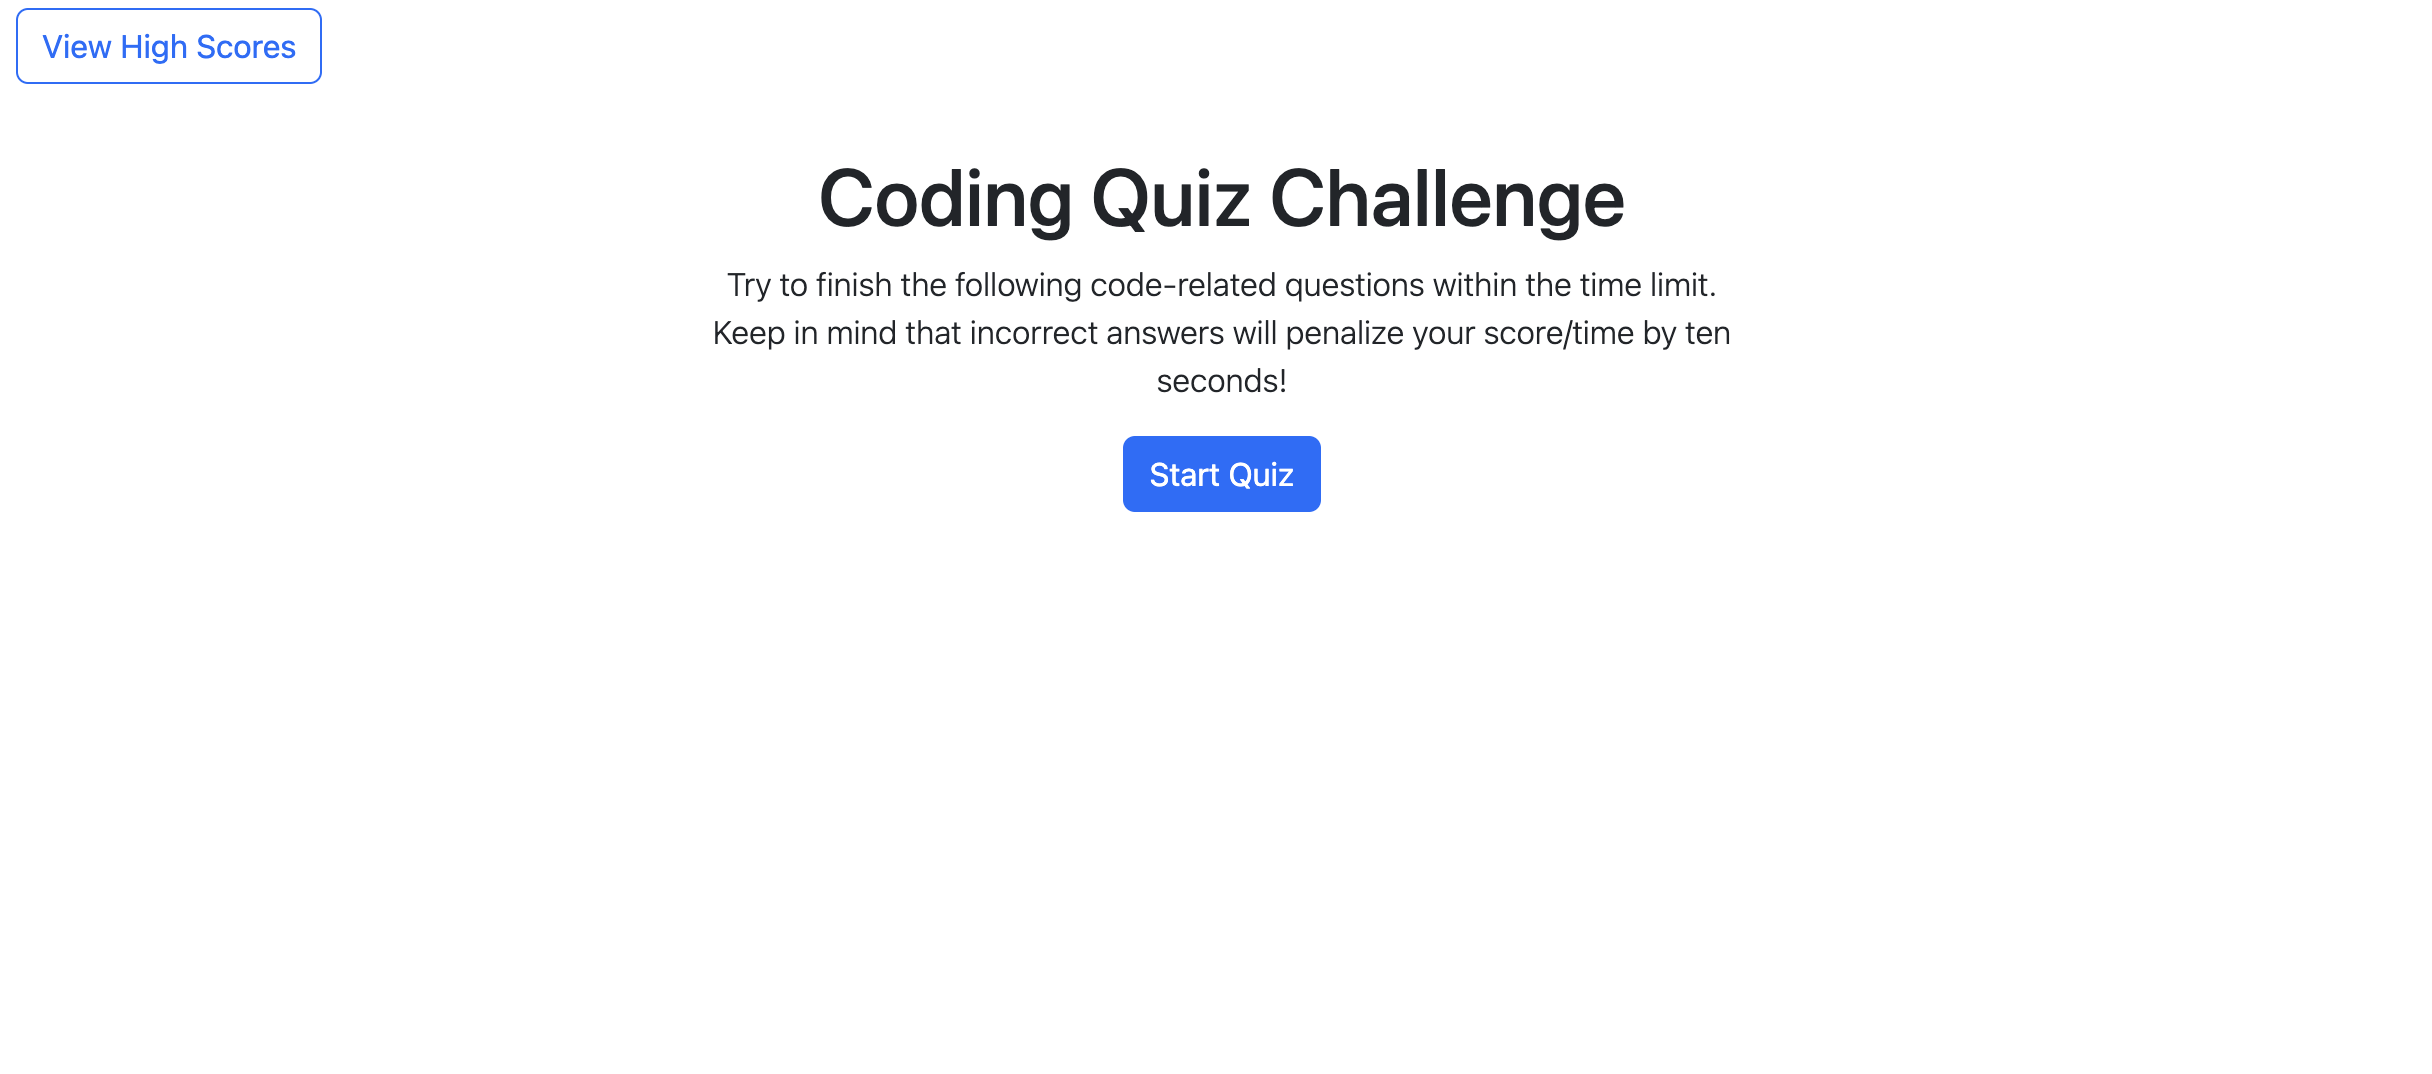 View High Scores
Coding Quiz Challenge
Try to finish the following code-related questions within the time limit.
Keep in mind that incorrect answers will penalize your score/time by ten
seconds!
Start Quiz